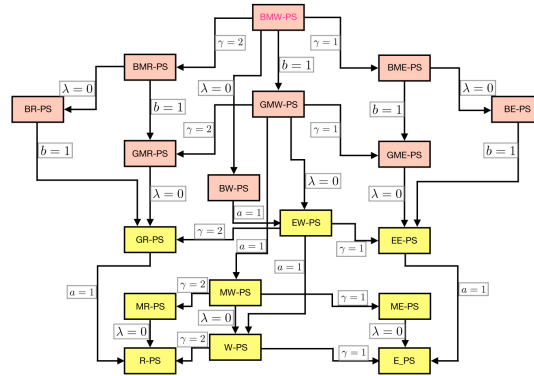 BMW-PS
γ = 2
γ = 1
BMR-PS
b = 1
BME-PS
λ = 0
λ = 0
λ = 0
BR-PS
b = 1
GMW-PS
b = 1
BE-PS
γ = 2
γ = 1
b = 1
GMR-PS
GME-PS
b = 1
λ = 0
BW-PS
λ = 0
λ = 0
a = 1
EW-PS
GR-PS
γ = 2
γ = 1
EE-PS
a = 1
a = 1
a = 1
MW-PS
γ = 2
γ = 1
MR-PS
ME-PS
λ = 0
λ = 0
λ = 0
W-PS
R-PS
γ = 2
γ = 1
E_PS